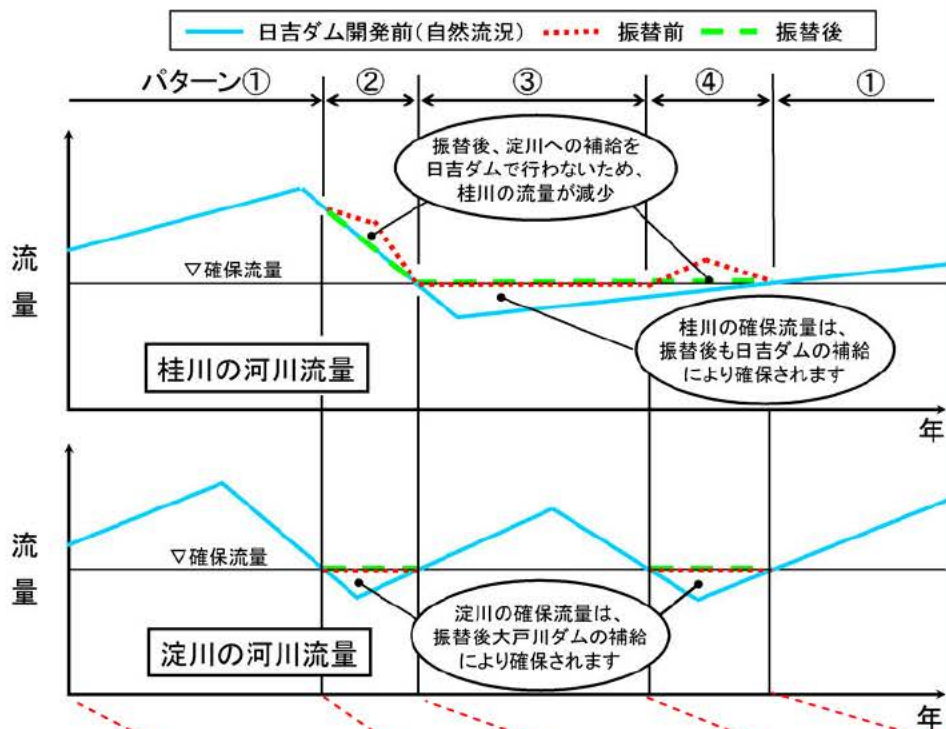 日吉ダム開発前(自然流況) 振替前 振替後
パターン① ② ③ ④ ①
振替後、淀川への補給を
日吉ダムで行わないため、
桂川の流量が減少
流量
▽確保流量
桂川の確保流量は、
振替後も日吉ダムの補給
により確保されます
桂川の河川流量
年
流量
▽確保流量
淀川の確保流量は、
振替後大戸川ダムの補給
により確保されます
淀川の河川流量
年